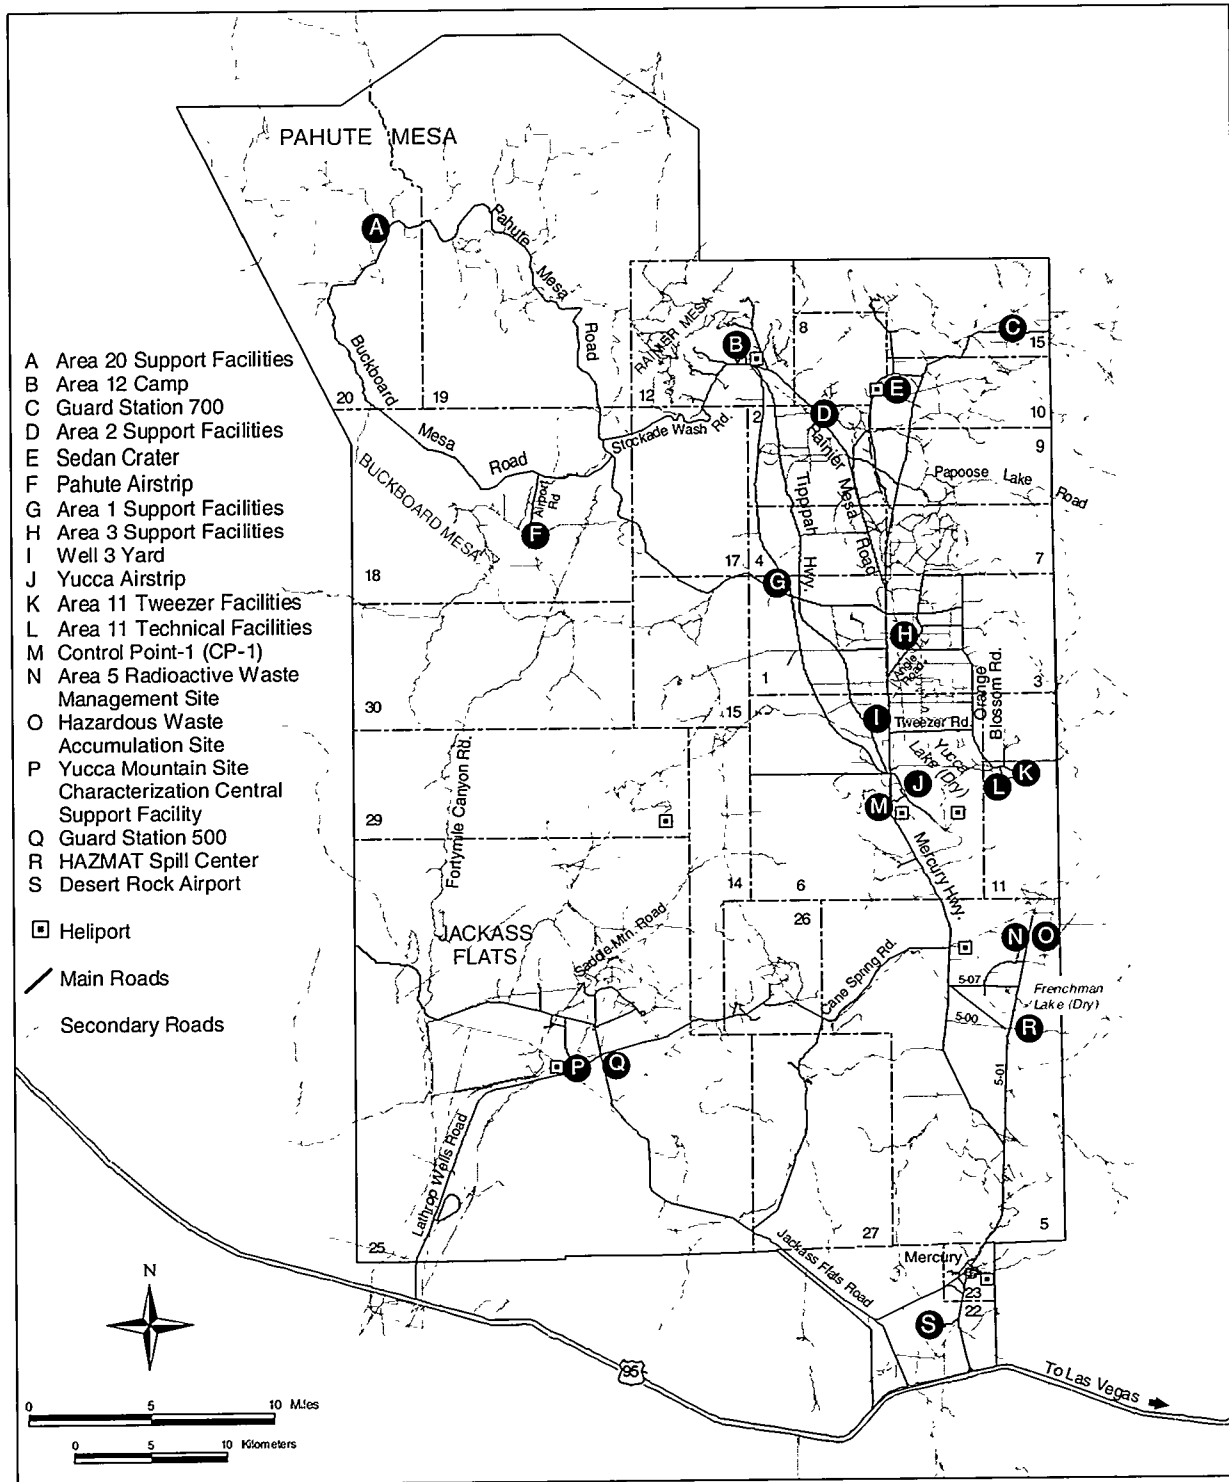 PAHUTE MESA
A
Pahute
Mesa
Road
RAIMER MESA
B
8
C
15
E
A Area 20 Support Facilities
B Area 12 Camp
C Guard Station 700
D Area 2 Support Facilities
E Sedan Crater
F Pahute Airstrip
G Area 1 Support Facilities
H Area 3 Support Facilities
I Well 3 Yard
J Yucca Airstrip
K Area 11 Tweezer Facilities
L Area 11 Technical Facilities
M Control Point-1 (CP-1)
N Area 5 Radioactive Waste
Management Site
O Hazardous Waste
Accumulation Site
P Yucca Mountain Site
Characterization Central
Support Facility
Q Guard Station 500
R HAZMAT Spill Center
S Desert Rock Airport
Heliport
Main Roads
Secondary Roads
Buckboard
Mesa
Road
20
19
12
2
D
10
Stockade Wash Rd.
9
Rainier Mesa
Road
Papoose Lake
Road
Tippipah
Hwy.
BUCKBOARD MESA
Airport
Rd
F
18
17
4
7
G
H
Angle
Road
1
3
Orange
Blossom Rd.
30
15
I
Tweezer Rd.
Yucca
Lake (Dry)
J
K
L
M
Fortymile Canyon Rd.
29
Mercury Hwy.
14
6
11
26
JACKASS
FLATS
Saddle Mtn. Road
Cane Spring Rd.
N
O
5-07
Frenchman
Lake (Dry)
5-00
R
P
Q
5-01
Lathrop Wells Road
25
27
5
Jackass Flats Road
Mercury
23
22
S
N
95
To Las Vegas
0 5 10 Miles
0 5 10 Kilometers